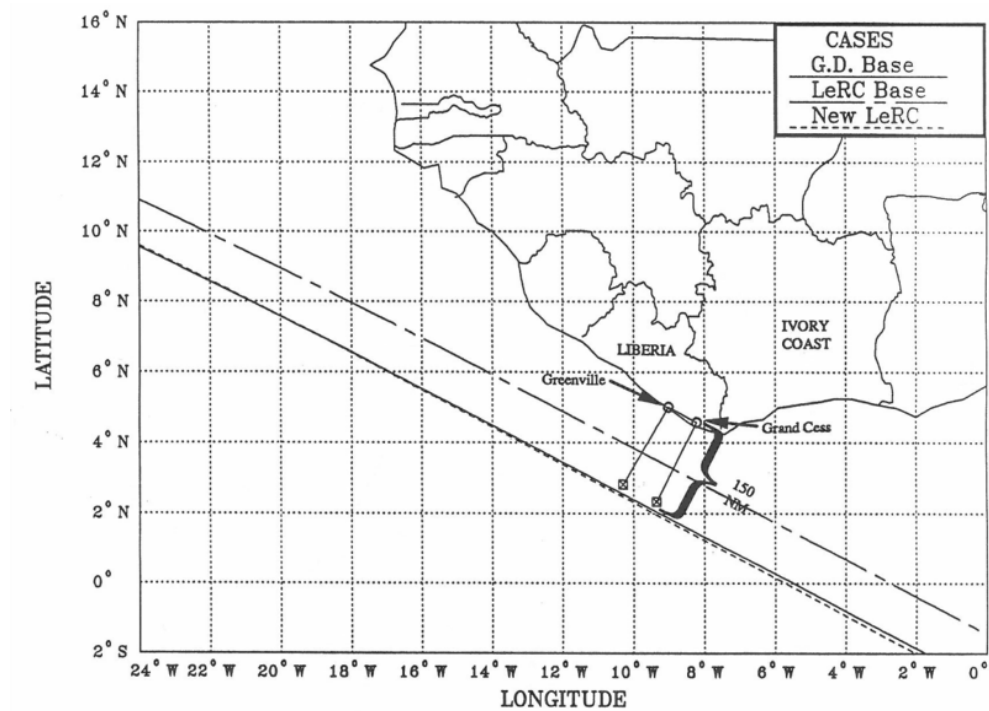 16° N
14° N
12° N
10° N
8° N
6° N
4° N
2° N
0° N
2° S
LATITUDE
CASES
G.D. Base
LeRC Base
New LeRC
IVORY
COAST
LIBERIA
Greenville
Grand Cess
150
NM
24° W 22° W 20° W 18° W 16° W 14° W 12° W 10° W 8° W 6° W 4° W 2° W 0°
LONGITUDE